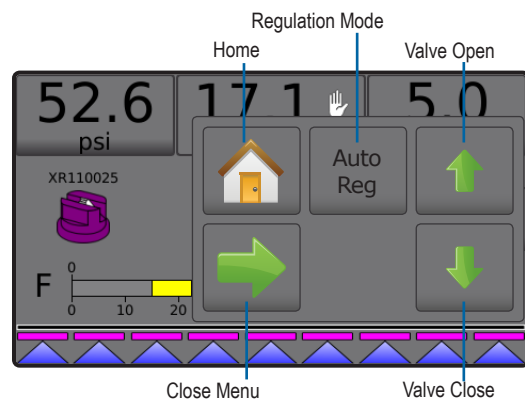 Regulation Mode
Home
Valve Open
52.6
17.1
5.0
psi
Auto
Reg
XR110025
F
0
0 10 20
Close Menu
Valve Close